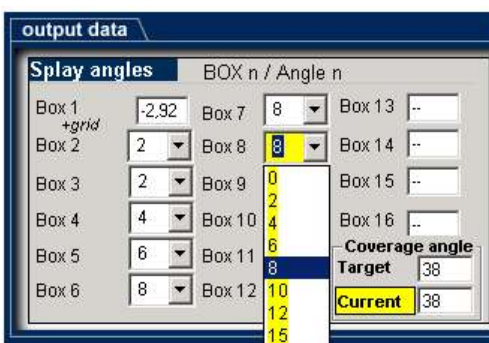 output data
Splay angles BOX n / Angle n
Box 1 -2,92 Box 7 8 Box 13 --
+grid
Box 2 2 Box 8 8 Box 14 --
Box 3 2 Box 9 0 Box 15 --
2
Box 4 4 Box 10 4 Box 16 --
6 Coverage angle
Box 5 6 Box 11 8 Target 38
Box 6 8 Box 12 10 Current 38
12
15